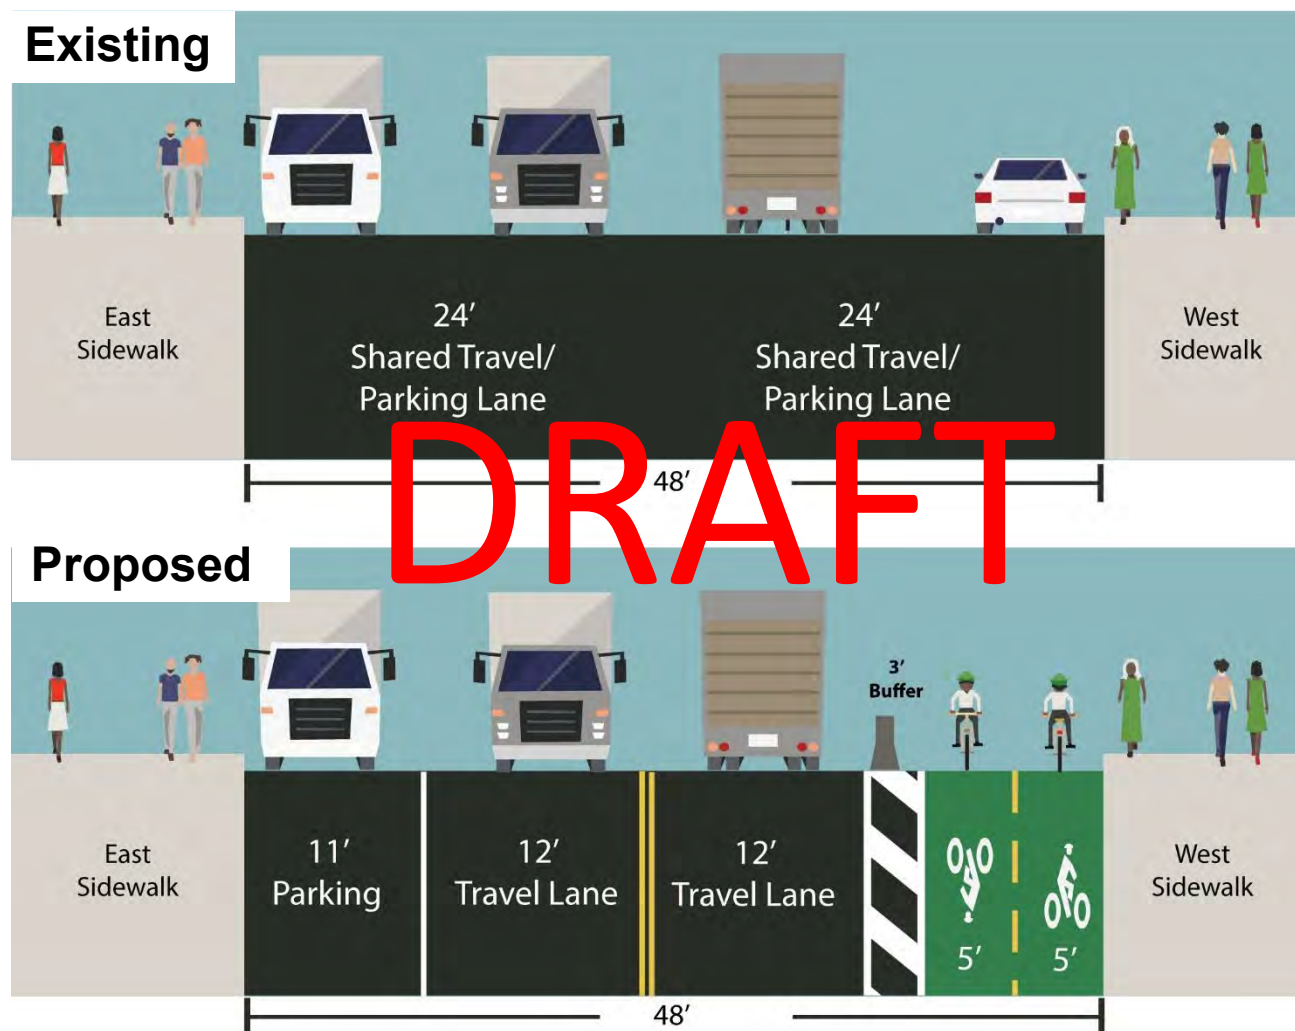 Existing
East
Sidewalk
24’
Shared Travel/
Parking Lane
24’
Shared Travel/
Parking Lane
West
Sidewalk
48’
DRAFT
Proposed
3’
Buffer
East
Sidewalk
11’
Parking
12’
Travel Lane
12’
Travel Lane
5’
5’
West
Sidewalk
48’